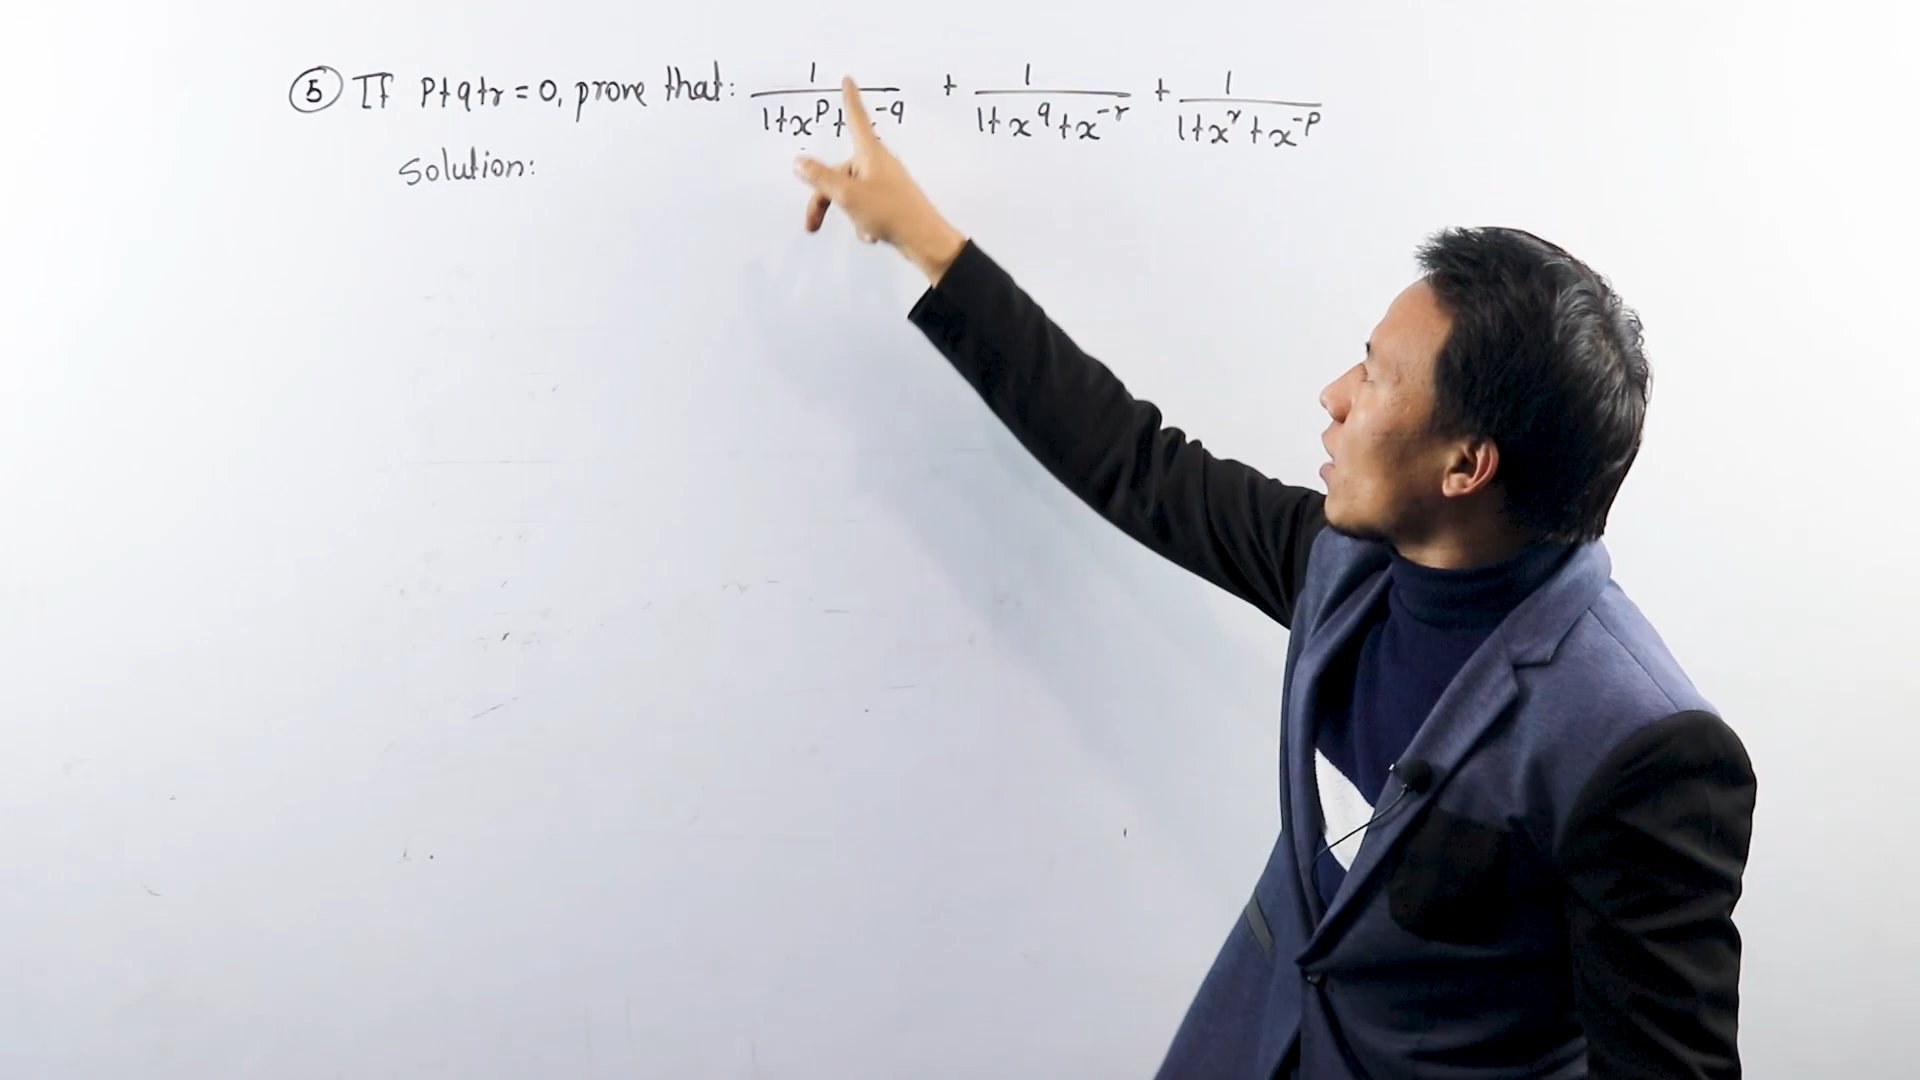 ⑤ If p+q+r = 0, prove that: 1/(1+x^p+ ^-q) + 1/(1+x^q+x^-r) + 1/(1+x^r+x^-p)
Solution: